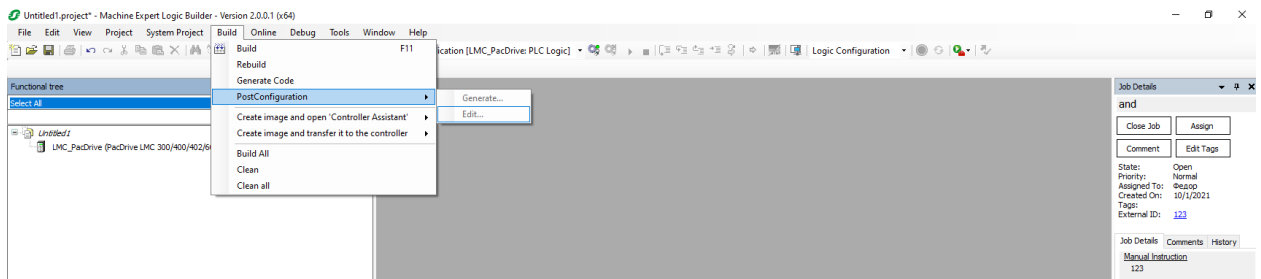 Untitled1.project* - Machine Expert Logic Builder - Version 2.0.0.1 (x64)
File Edit View Project System Project Build Online Debug Tools Window Help
ication [LMC_PacDrive: PLC Logic]
Logic Configuration
Build F11
Rebuild
Generate Code
PostConfiguration
Create image and open 'Controller Assistant'
Create image and transfer it to the controller
Build All
Clean
Clean all
Generate...
Edit...
Functional tree
Select All
Untitled1
LMC_PacDrive (PacDrive LMC 300/400/402/6
Job Details
and
Close Job Assign
Comment Edit Tags
State: Open
Priority: Normal
Assigned To: Федор
Created On: 10/1/2021
Tags:
External ID: 123
Job Details Comments History
Manual Instruction
123